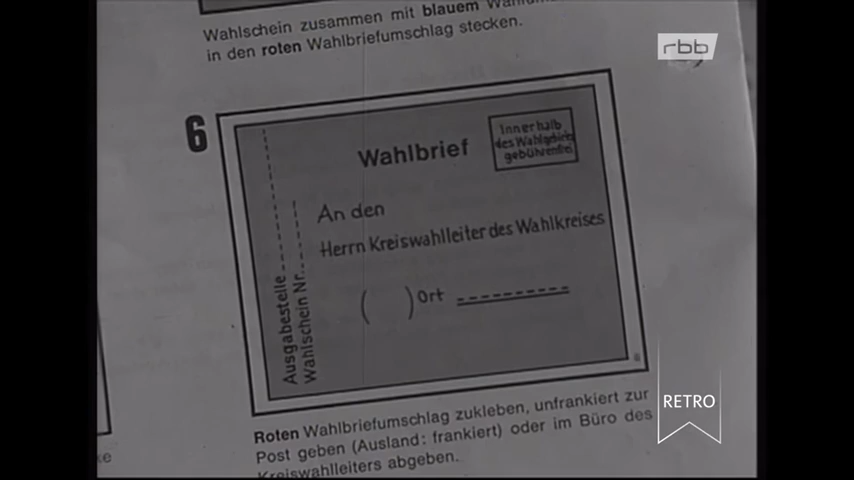 Wahlschein zusammen mit blauem
in den roten Wahlbriefumschlag stecken.
rbb
6
Wahlbrief
Innerhalb
des Wahlgebietes
gebührenfrei
An den
Herrn Kreiswahlleiter des Wahlkreises
( ) Ort
Ausgabestelle
Wahlschein Nr.
RETRO
Roten Wahlbriefumschlag zukleben, unfrankiert zur
Post geben (Ausland: frankiert) oder im Büro des
Kreiswahlleiters abgeben.